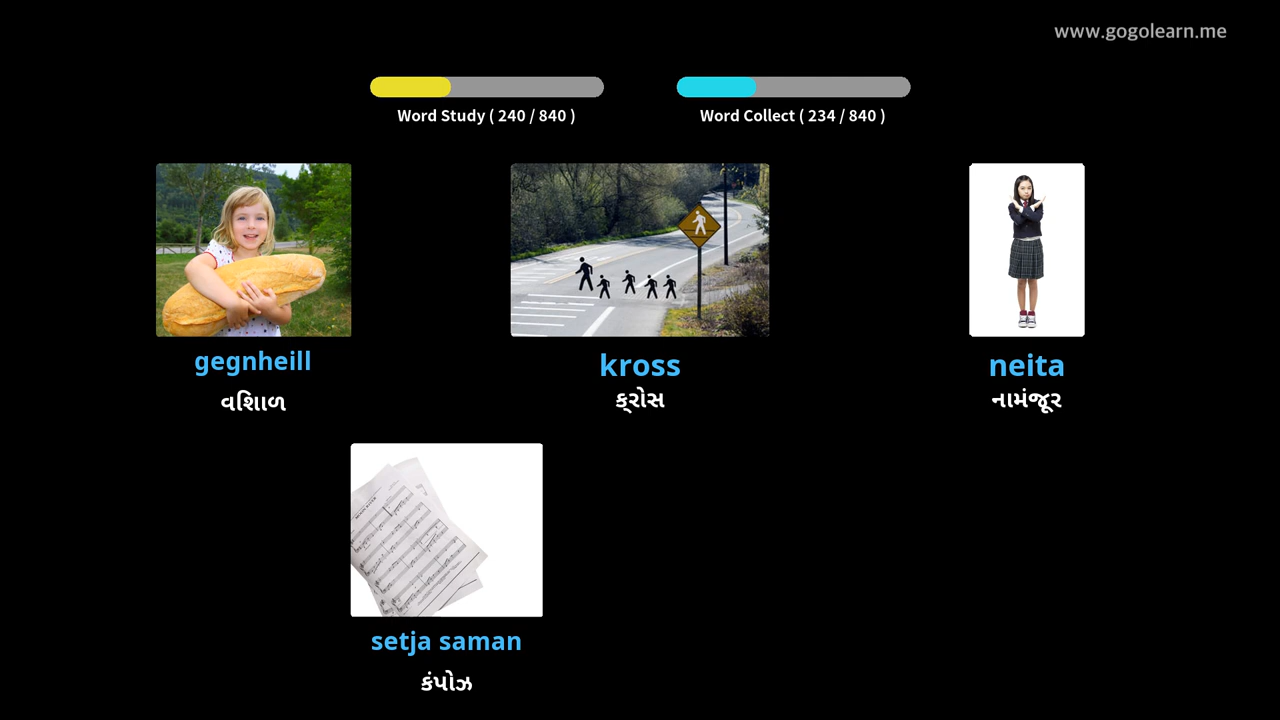 www.gogolearn.me
Word Study ( 240 / 840 )
Word Collect ( 234 / 840 )
gegnheill
વિશાળ
kross
ક્રોસ
neita
નામંજૂર
setja saman
કંપોઝ